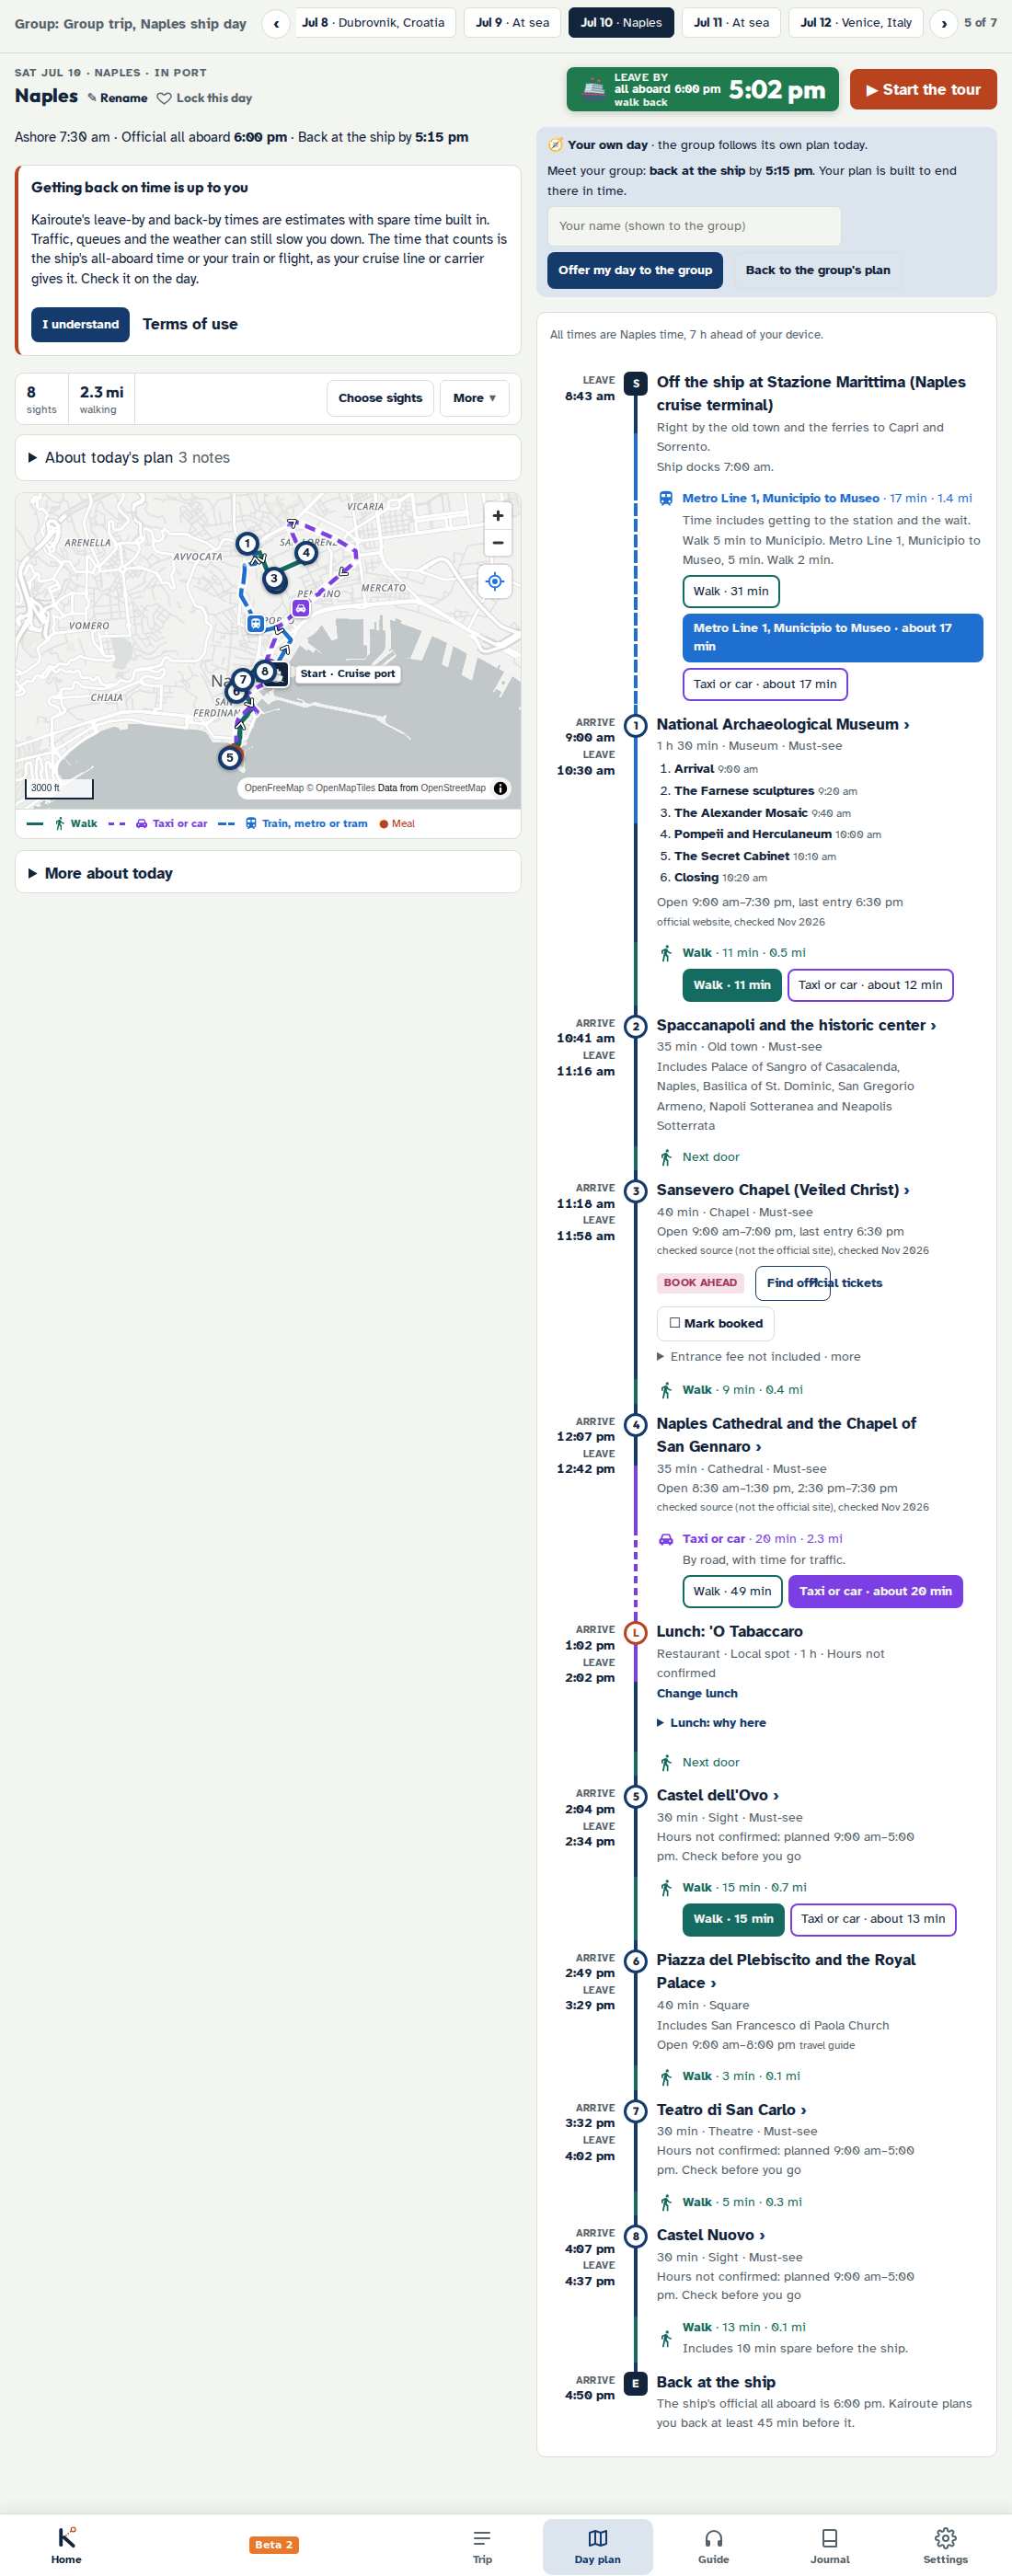 Group: Group trip, Naples ship day
‹
Jul 8 · Dubrovnik, Croatia
Jul 9 · At sea
Jul 10 · Naples
Jul 11 · At sea
Jul 12 · Venice, Italy
›
5 of 7
SAT JUL 10 · NAPLES · IN PORT
Naples ✎ Rename ♡ Lock this day
LEAVE BY
all aboard 6:00 pm
walk back
5:02 pm
▶ Start the tour
Ashore 7:30 am · Official all aboard 6:00 pm · Back at the ship by 5:15 pm
Getting back on time is up to you
Kairoute's leave-by and back-by times are estimates with spare time built in.
Traffic, queues and the weather can still slow you down. The time that counts is
the ship's all-aboard time or your train or flight, as your cruise line or carrier
gives it. Check it on the day.
I understand
Terms of use
8
sights
2.3 mi
walking
Choose sights
More ▼
▶ About today's plan 3 notes
VICARIA
ARENELLA
AVVOCATA
MERCATO
VOMERO
CHIAIA
SAN
FERDINAN
1
4
3
7
8
6
5
Start · Cruise port
+
−
3000 ft
OpenFreeMap © OpenMapTiles Data from OpenStreetMap
Walk
Taxi or car
Train, metro or tram
Meal
▶ More about today
🧭 Your own day · the group follows its own plan today.
Meet your group: back at the ship by 5:15 pm. Your plan is built to end
there in time.
Your name (shown to the group)
Offer my day to the group
Back to the group's plan
All times are Naples time, 7 h ahead of your device.
LEAVE
8:43 am
S
Off the ship at Stazione Marittima (Naples
cruise terminal)
Right by the old town and the ferries to Capri and
Sorrento.
Ship docks 7:00 am.
Metro Line 1, Municipio to Museo · 17 min · 1.4 mi
Time includes getting to the station and the wait.
Walk 5 min to Municipio. Metro Line 1, Municipio to
Museo, 5 min. Walk 2 min.
Walk · 31 min
Metro Line 1, Municipio to Museo · about 17
min
Taxi or car · about 17 min
ARRIVE
9:00 am
LEAVE
10:30 am
1
National Archaeological Museum ›
1 h 30 min · Museum · Must-see
1. Arrival 9:00 am
2. The Farnese sculptures 9:20 am
3. The Alexander Mosaic 9:40 am
4. Pompeii and Herculaneum 10:00 am
5. The Secret Cabinet 10:10 am
6. Closing 10:20 am
Open 9:00 am–7:30 pm, last entry 6:30 pm
official website, checked Nov 2026
Walk · 11 min · 0.5 mi
Walk · 11 min
Taxi or car · about 12 min
ARRIVE
10:41 am
LEAVE
11:16 am
2
Spaccanapoli and the historic center ›
35 min · Old town · Must-see
Includes Palace of Sangro of Casacalenda,
Naples, Basilica of St. Dominic, San Gregorio
Armeno, Napoli Sotteranea and Neapolis
Sotterrata
Next door
ARRIVE
11:18 am
LEAVE
11:58 am
3
Sansevero Chapel (Veiled Christ) ›
40 min · Chapel · Must-see
Open 9:00 am–7:00 pm, last entry 6:30 pm
checked source (not the official site), checked Nov 2026
BOOK AHEAD
Find official tickets
☐ Mark booked
▶ Entrance fee not included · more
Walk · 9 min · 0.4 mi
ARRIVE
12:07 pm
LEAVE
12:42 pm
4
Naples Cathedral and the Chapel of
San Gennaro ›
35 min · Cathedral · Must-see
Open 8:30 am–1:30 pm, 2:30 pm–7:30 pm
checked source (not the official site), checked Nov 2026
Taxi or car · 20 min · 2.3 mi
By road, with time for traffic.
Walk · 49 min
Taxi or car · about 20 min
ARRIVE
1:02 pm
LEAVE
2:02 pm
L
Lunch: 'O Tabaccaro
Restaurant · Local spot · 1 h · Hours not
confirmed
Change lunch
▶ Lunch: why here
Next door
ARRIVE
2:04 pm
LEAVE
2:34 pm
5
Castel dell'Ovo ›
30 min · Sight · Must-see
Hours not confirmed: planned 9:00 am–5:00
pm. Check before you go
Walk · 15 min · 0.7 mi
Walk · 15 min
Taxi or car · about 13 min
ARRIVE
2:49 pm
LEAVE
3:29 pm
6
Piazza del Plebiscito and the Royal
Palace ›
40 min · Square
Includes San Francesco di Paola Church
Open 9:00 am–8:00 pm travel guide
Walk · 3 min · 0.1 mi
ARRIVE
3:32 pm
LEAVE
4:02 pm
7
Teatro di San Carlo ›
30 min · Theatre · Must-see
Hours not confirmed: planned 9:00 am–5:00
pm. Check before you go
Walk · 5 min · 0.3 mi
ARRIVE
4:07 pm
LEAVE
4:37 pm
8
Castel Nuovo ›
30 min · Sight · Must-see
Hours not confirmed: planned 9:00 am–5:00
pm. Check before you go
Walk · 13 min · 0.1 mi
Includes 10 min spare before the ship.
ARRIVE
4:50 pm
E
Back at the ship
The ship's official all aboard is 6:00 pm. Kairoute plans
you back at least 45 min before it.
Home
Beta 2
Trip
Day plan
Guide
Journal
Settings